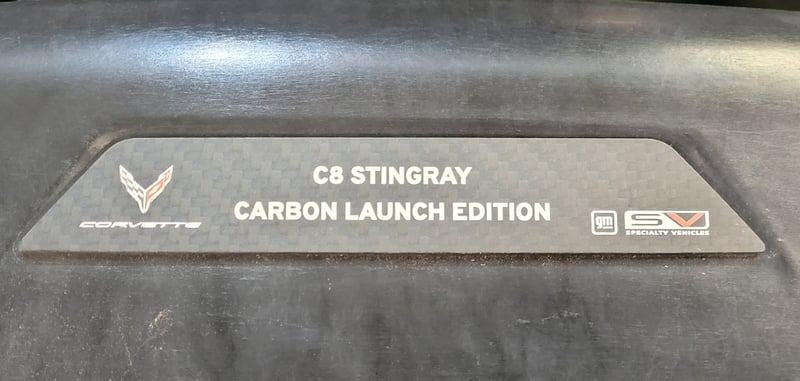 C8 STINGRAY
CARBON LAUNCH EDITION
CORVETTE
gm
SV
SPECIALTY VEHICLES